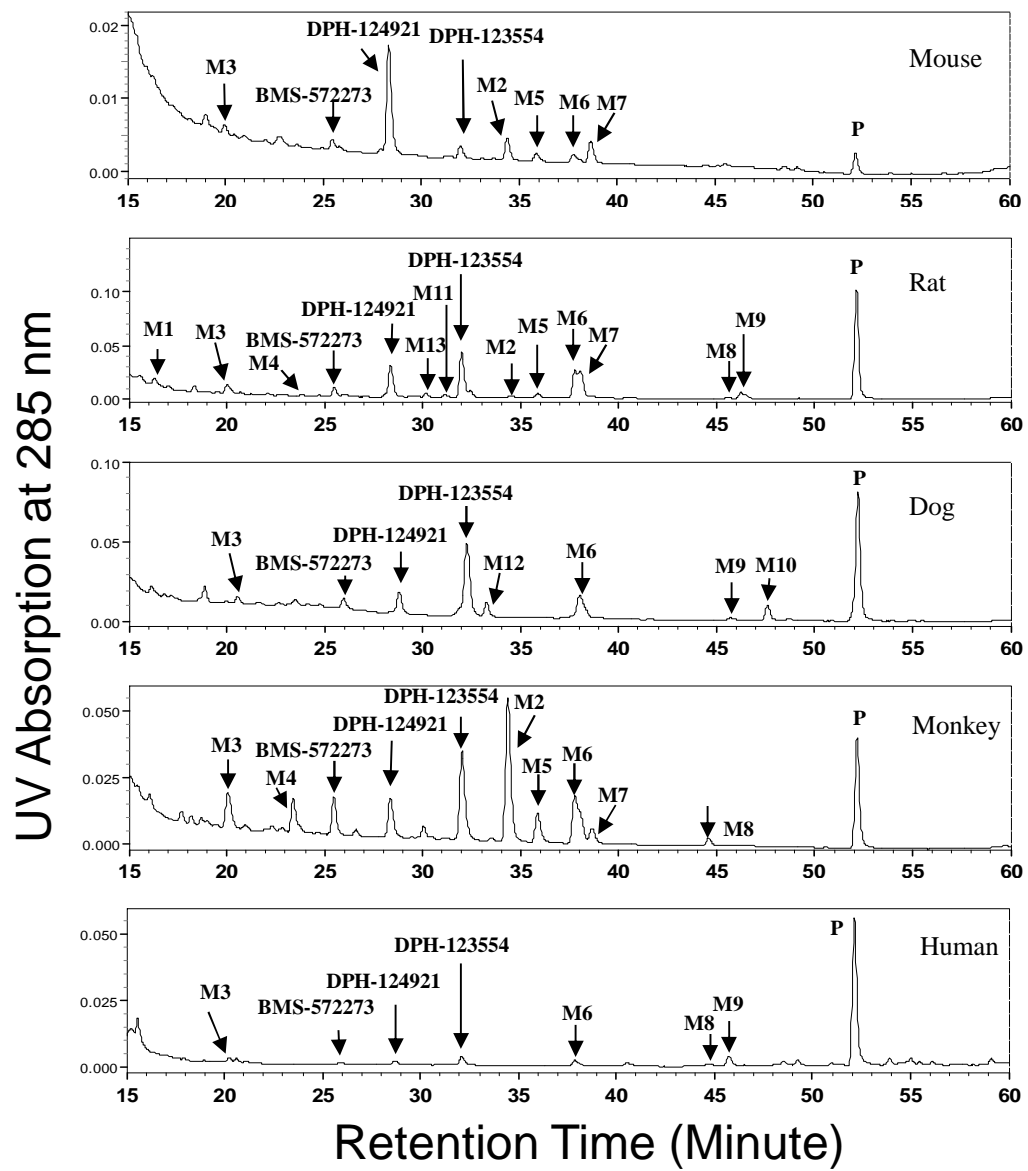 UV Absorption at 285 nm
0.02
0.01
0.00
DPH-124921
DPH-123554
Mouse
M3
BMS-572273
M2
M5
M6
M7
P
15 20 25 30 35 40 45 50 55 60
0.10
0.05
0.00
DPH-123554
P
Rat
DPH-124921
M11
M1
M3
BMS-572273
M4
M13
M2
M5
M6
M7
M8
M9
15 20 25 30 35 40 45 50 55 60
0.10
0.05
0.00
DPH-123554
P
Dog
M3
DPH-124921
BMS-572273
M12
M6
M9
M10
15 20 25 30 35 40 45 50 55 60
0.050
0.025
0.000
DPH-123554
M2
P
Monkey
DPH-124921
M3
BMS-572273
M4
M5
M6
M7
M8
15 20 25 30 35 40 45 50 55 60
0.050
0.025
0.000
DPH-123554
P
Human
DPH-124921
M3
BMS-572273
M6
M8
M9
15 20 25 30 35 40 45 50 55 60
Retention Time (Minute)